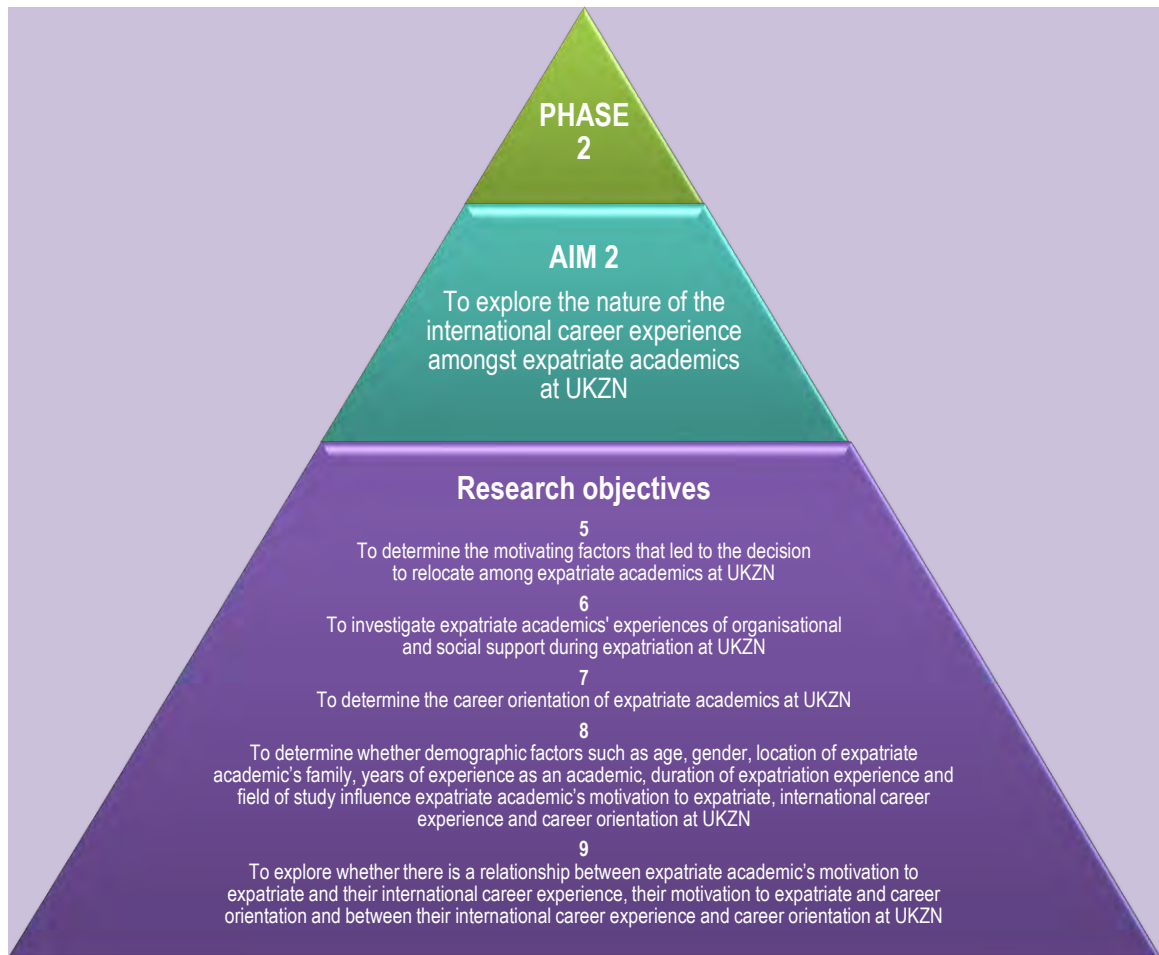 PHASE
2
AIM 2
To explore the nature of the
international career experience
amongst expatriate academics
at UKZN
Research objectives
5
To determine the motivating factors that led to the decision
to relocate among expatriate academics at UKZN
6
To investigate expatriate academics' experiences of organisational
and social support during expatriation at UKZN
7
To determine the career orientation of expatriate academics at UKZN
8
To determine whether demographic factors such as age, gender, location of expatriate
academic’s family, years of experience as an academic, duration of expatriation experience and
field of study influence expatriate academic’s motivation to expatriate, international career
experience and career orientation at UKZN
9
To explore whether there is a relationship between expatriate academic’s motivation to
expatriate and their international career experience, their motivation to expatriate and career
orientation and between their international career experience and career orientation at UKZN